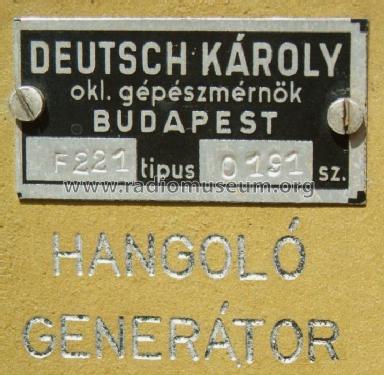 DEUTSCH KÁROLY
okl. gépészmérnök
BUDAPEST
F221 tipus 0191 sz.
www.radiomuseum.org
HANGOLÓ
GENERÁTOR